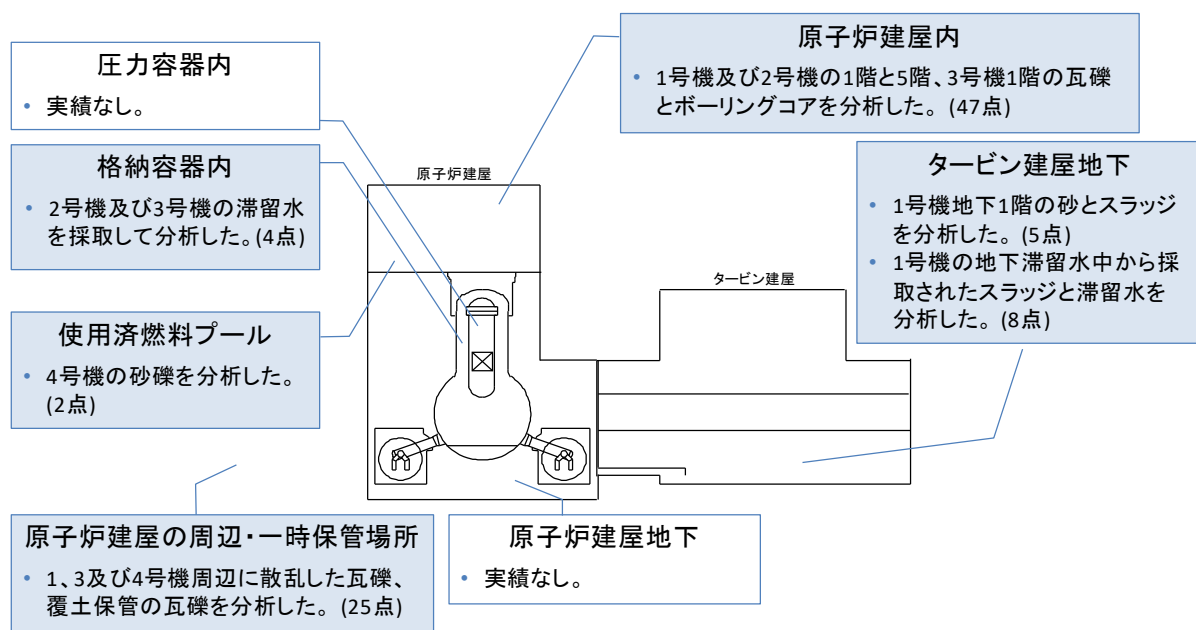 圧力容器内
• 実績なし。
格納容器内
• 2号機及び3号機の滞留水
を採取して分析した。(4点)
使用済燃料プール
• 4号機の砂礫を分析した。
(2点)
原子炉建屋の周辺・一時保管場所
• 1、3及び4号機周辺に散乱した瓦礫、
覆土保管の瓦礫を分析した。 (25点)
原子炉建屋
原子炉建屋地下
• 実績なし。
原子炉建屋内
• 1号機及び2号機の1階と5階、3号機1階の瓦礫
とボーリングコアを分析した。 (47点)
タービン建屋
タービン建屋地下
• 1号機地下1階の砂とスラッジ
を分析した。 (5点)
• 1号機の地下滞留水中から採
取されたスラッジと滞留水を
分析した。 (8点)